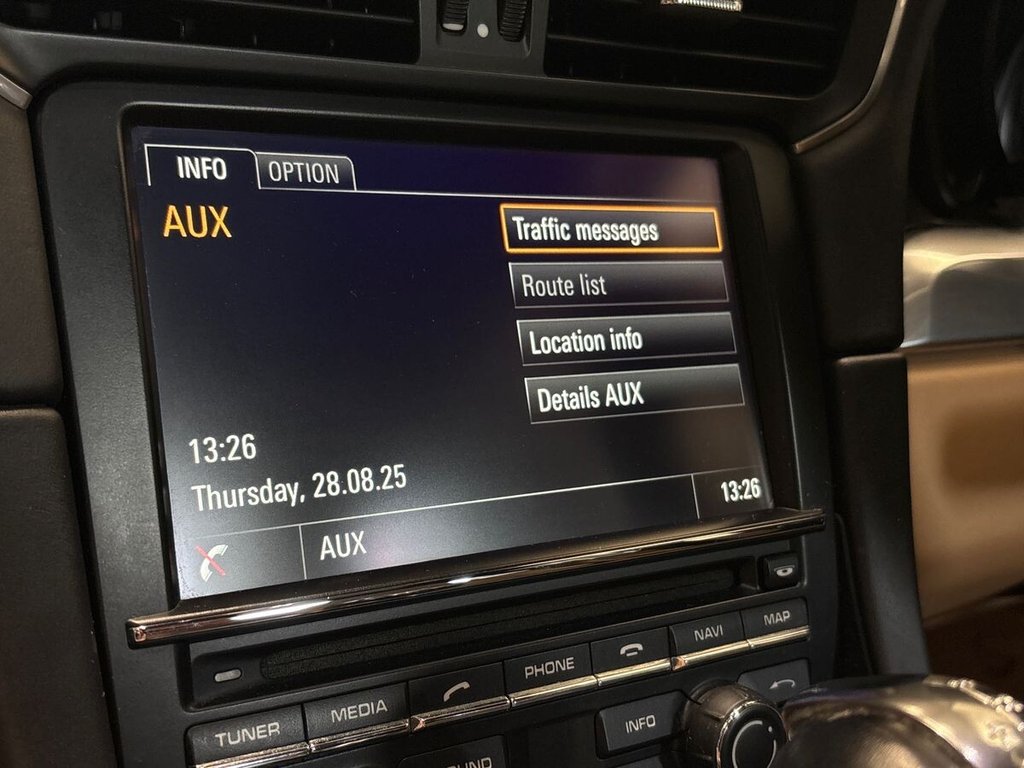 INFO OPTION
AUX
Traffic messages
Route list
Location info
Details AUX
13:26
Thursday, 28.08.25
AUX
13:26
TUNER MEDIA PHONE NAVI MAP
INFO